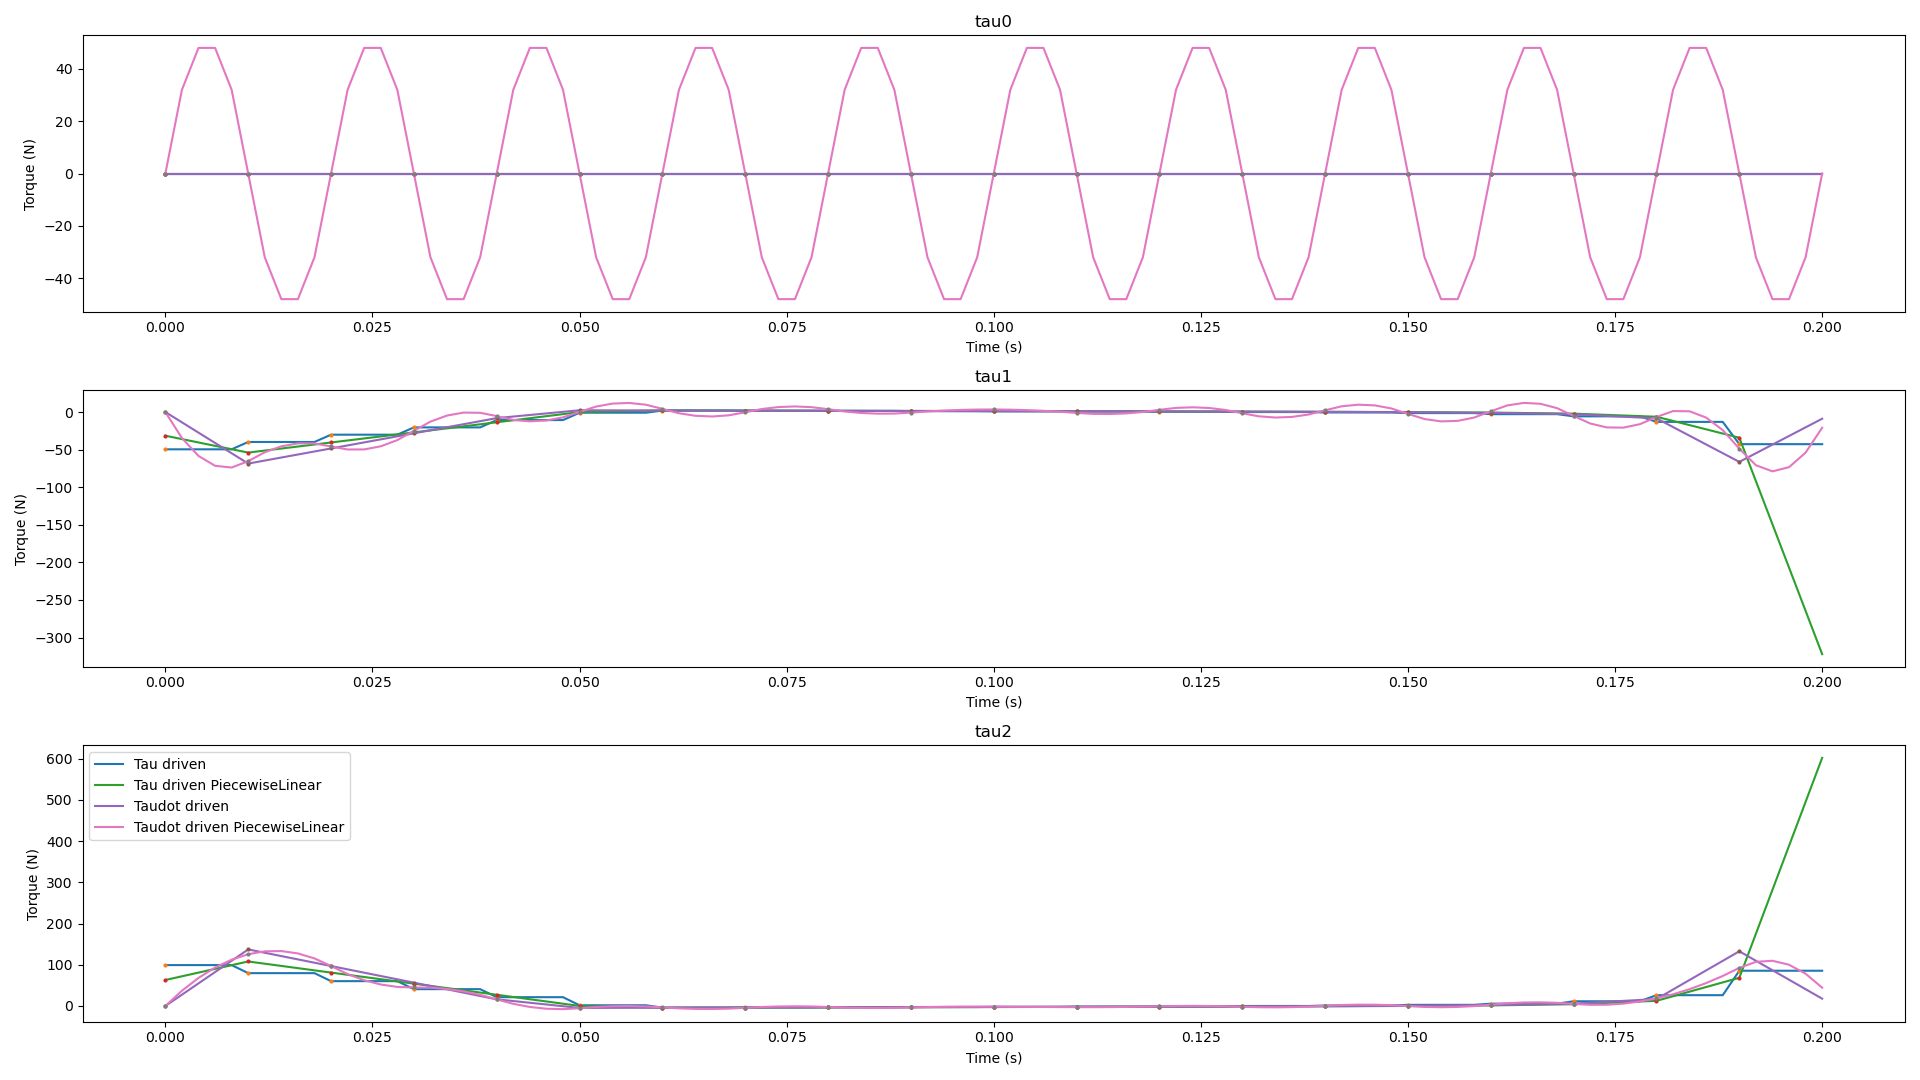 tau0
Torque (N)
40
20
0
−20
−40
0.000 0.025 0.050 0.075 0.100 0.125 0.150 0.175 0.200
Time (s)
tau1
Torque (N)
0
−50
−100
−150
−200
−250
−300
0.000 0.025 0.050 0.075 0.100 0.125 0.150 0.175 0.200
Time (s)
tau2
Torque (N)
600
500
400
300
200
100
0
Tau driven
Tau driven PiecewiseLinear
Taudot driven
Taudot driven PiecewiseLinear
0.000 0.025 0.050 0.075 0.100 0.125 0.150 0.175 0.200
Time (s)